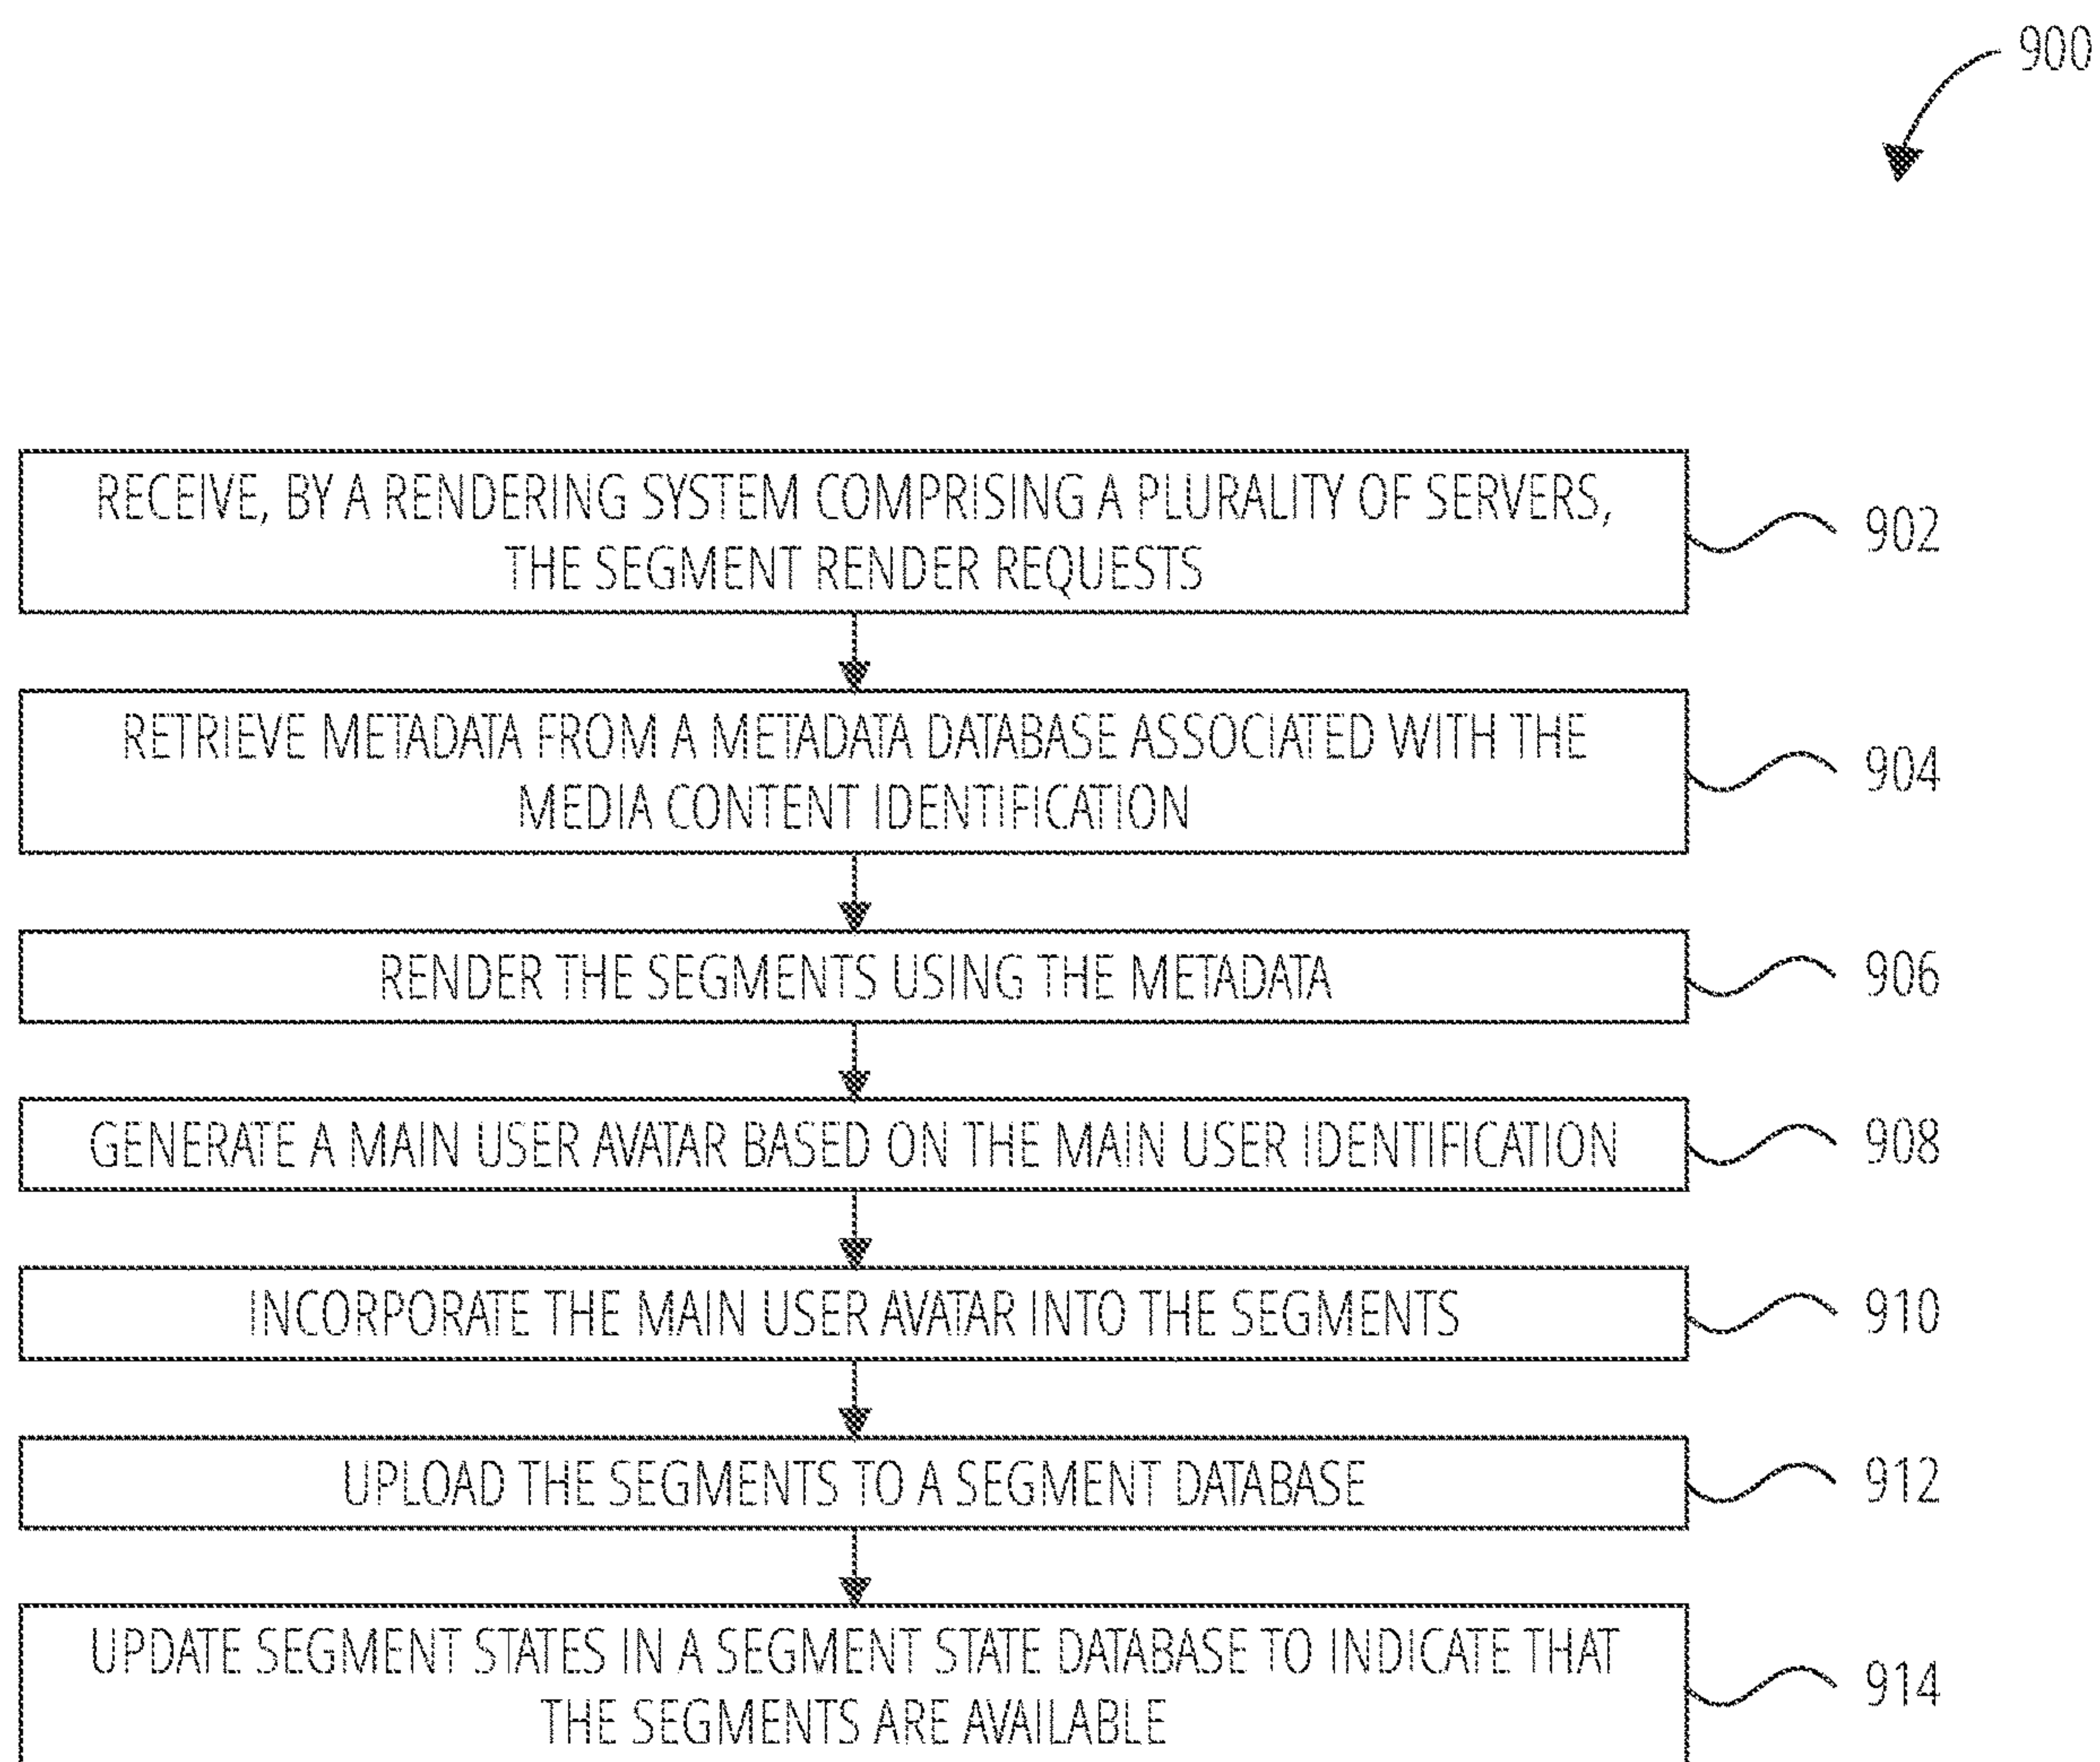 900
RECEIVE, BY A RENDERING SYSTEM COMPRISING A PLURALITY OF SERVERS,
THE SEGMENT RENDER REQUESTS
902
RETRIEVE METADATA FROM A METADATA DATABASE ASSOCIATED WITH THE
MEDIA CONTENT IDENTIFICATION
904
RENDER THE SEGMENTS USING THE METADATA
906
GENERATE A MAIN USER AVATAR BASED ON THE MAIN USER IDENTIFICATION
908
INCORPORATE THE MAIN USER AVATAR INTO THE SEGMENTS
910
UPLOAD THE SEGMENTS TO A SEGMENT DATABASE
912
UPDATE SEGMENT STATES IN A SEGMENT STATE DATABASE TO INDICATE THAT
THE SEGMENTS ARE AVAILABLE
914